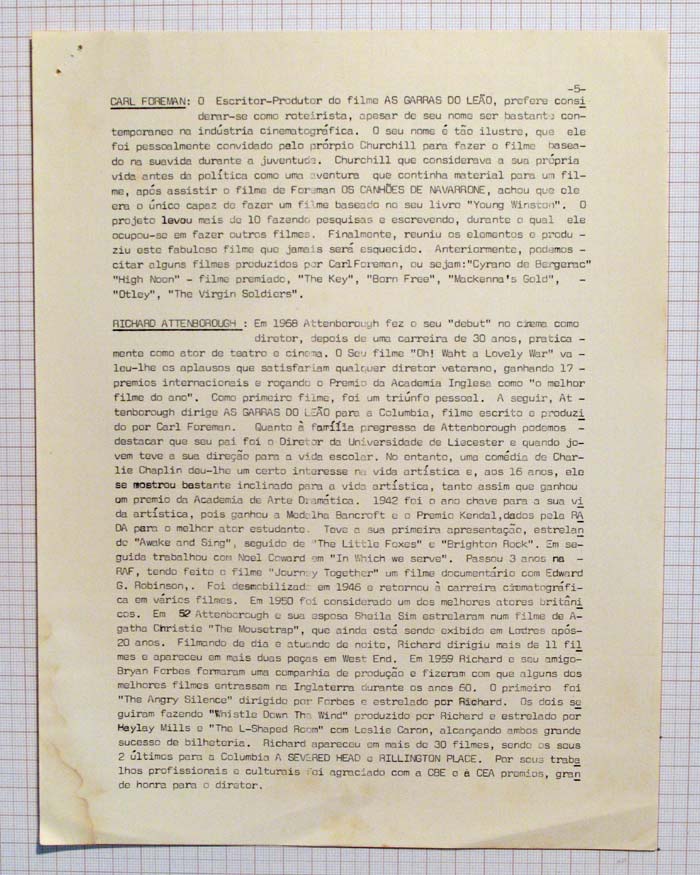 -5-
CARL FOREMAN: O Escritor-Produtor do filme AS GARRAS DO LEÃO, prefere consi
derar-se como roteirista, apesar de seu nome ser bastante con-
temporaneo na indústria cinematográfica. O seu nome é tão ilustre, que ele
foi pessoalmente convidado pelo prórpio Churchill para fazer o filme basea-
do na suavida durante a juventude. Churchill que considerava a sua própria
vida antes da política como uma aventura que continha material para um fil-
me, após assistir o filme de Foreman OS CANHÕES DE NAVARRONE, achou que ele
era o único capaz de fazer um filme baseado no seu livro "Young Winston". O
projeto levou mais de 10 fazendo pesquisas e escrevendo, durante o qual ele
ocupou-se em fazer outros filmes. Finalmente, reuniu os elementos e produ -
ziu este fabuloso filme que jamais será esquecido. Anteriormente, podemos -
citar alguns filmes produzidos por CarlForeman, ou sejam:"Cyrano de Bergerac"
"High Noon" - filme premiado, "The Key", "Born Free", "Mackenna's Gold", -
"Otley", "The Virgin Soldiers".
RICHARD ATTENBOROUGH : Em 1968 Attenborough fez o seu "debut" no cinema como
diretor, depois de uma carreira de 30 anos, pratica -
mente como ator de teatro e cinema. O Seu filme "Oh! Waht a Lovely War" va -
leu-lhe os aplausos que satisfariam qualquer diretor veterano, ganhando 17 -
premios internacionais e roçando o Premio da Academia Inglesa como "o melhor
filme do ano". Como primeiro filme, foi um triúnfo pessoal. A seguir, At -
tenborough dirige AS GARRAS DO LEÃO para a Columbia, filme escrito e produzi
do por Carl Foreman. Quanto à família pregressa de Attenborough podemos -
destacar que seu pai foi o Diretor da Universidade de Liecester e quando jo-
vem teve a sua direção para a vida escolar. No entanto, uma comédia de Char-
lie Chaplin deu-lhe um certo interesse na vida artística e, aos 16 anos, ele
se mostrou bastante inclinado para a vida artística, tanto assim que ganhou
um premio da Academia de Arte Dramática. 1942 foi o ano chave para a sua vi
da artística, pois ganhou a Medalha Bancroft e o Premio Kendal,dados pela RA
DA para o melhor ator estudante. Teve a sua primeira apresentação, estrelan
do "Awake and Sing", seguido de "The Little Foxes" e "Brighton Rock". Em se-
guida trabalhou com Noel Coward em "In Which we serve". Passou 3 anos na -
RAF, tendo feito o filme "Journey Together" um filme documentário com Edward
G. Robinson,. Foi desmobilizado em 1946 e retornou à carreira cinematográfi-
ca em vários filmes. Em 1950 foi considerado um dos melhores atores britâni
cos. Em 52 Attenborough e sua esposa Sheila Sim estrelaram num filme de A-
gatha Christie "The Mousetrap", que ainda está sendo exibido em Lodres após-
20 anos. Filmando de dia e atuando de noite, Richard dirigiu mais de 11 fil
mes e apareceu em mais duas peças em West End. Em 1959 Richard e seu amigo-
Bryan Forbes formaram uma companhia de produção e fizeram com que alguns dos
melhores filmes entrassem na Inglaterra durante os anos 60. O primeiro foi
"The Angry Silence" dirigido por Forbes e estrelado por Richard. Os dois se
guiram fazendo "Whistle Down The Wind" produzido por Richard e estrelado por
Hayley Mills e "The L-Shaped Room" com Leslie Caron, alcançando ambos grande
sucesso de bilheteria. Richard apareceu em mais de 30 filmes, sendo os seus
2 últimos para a Columbia A SEVERED HEAD e RILLINGTON PLACE. Por seus traba
lhos profissionais e culturais foi agraciado com a CBE e à CEA premios, gran
de honra para o diretor.